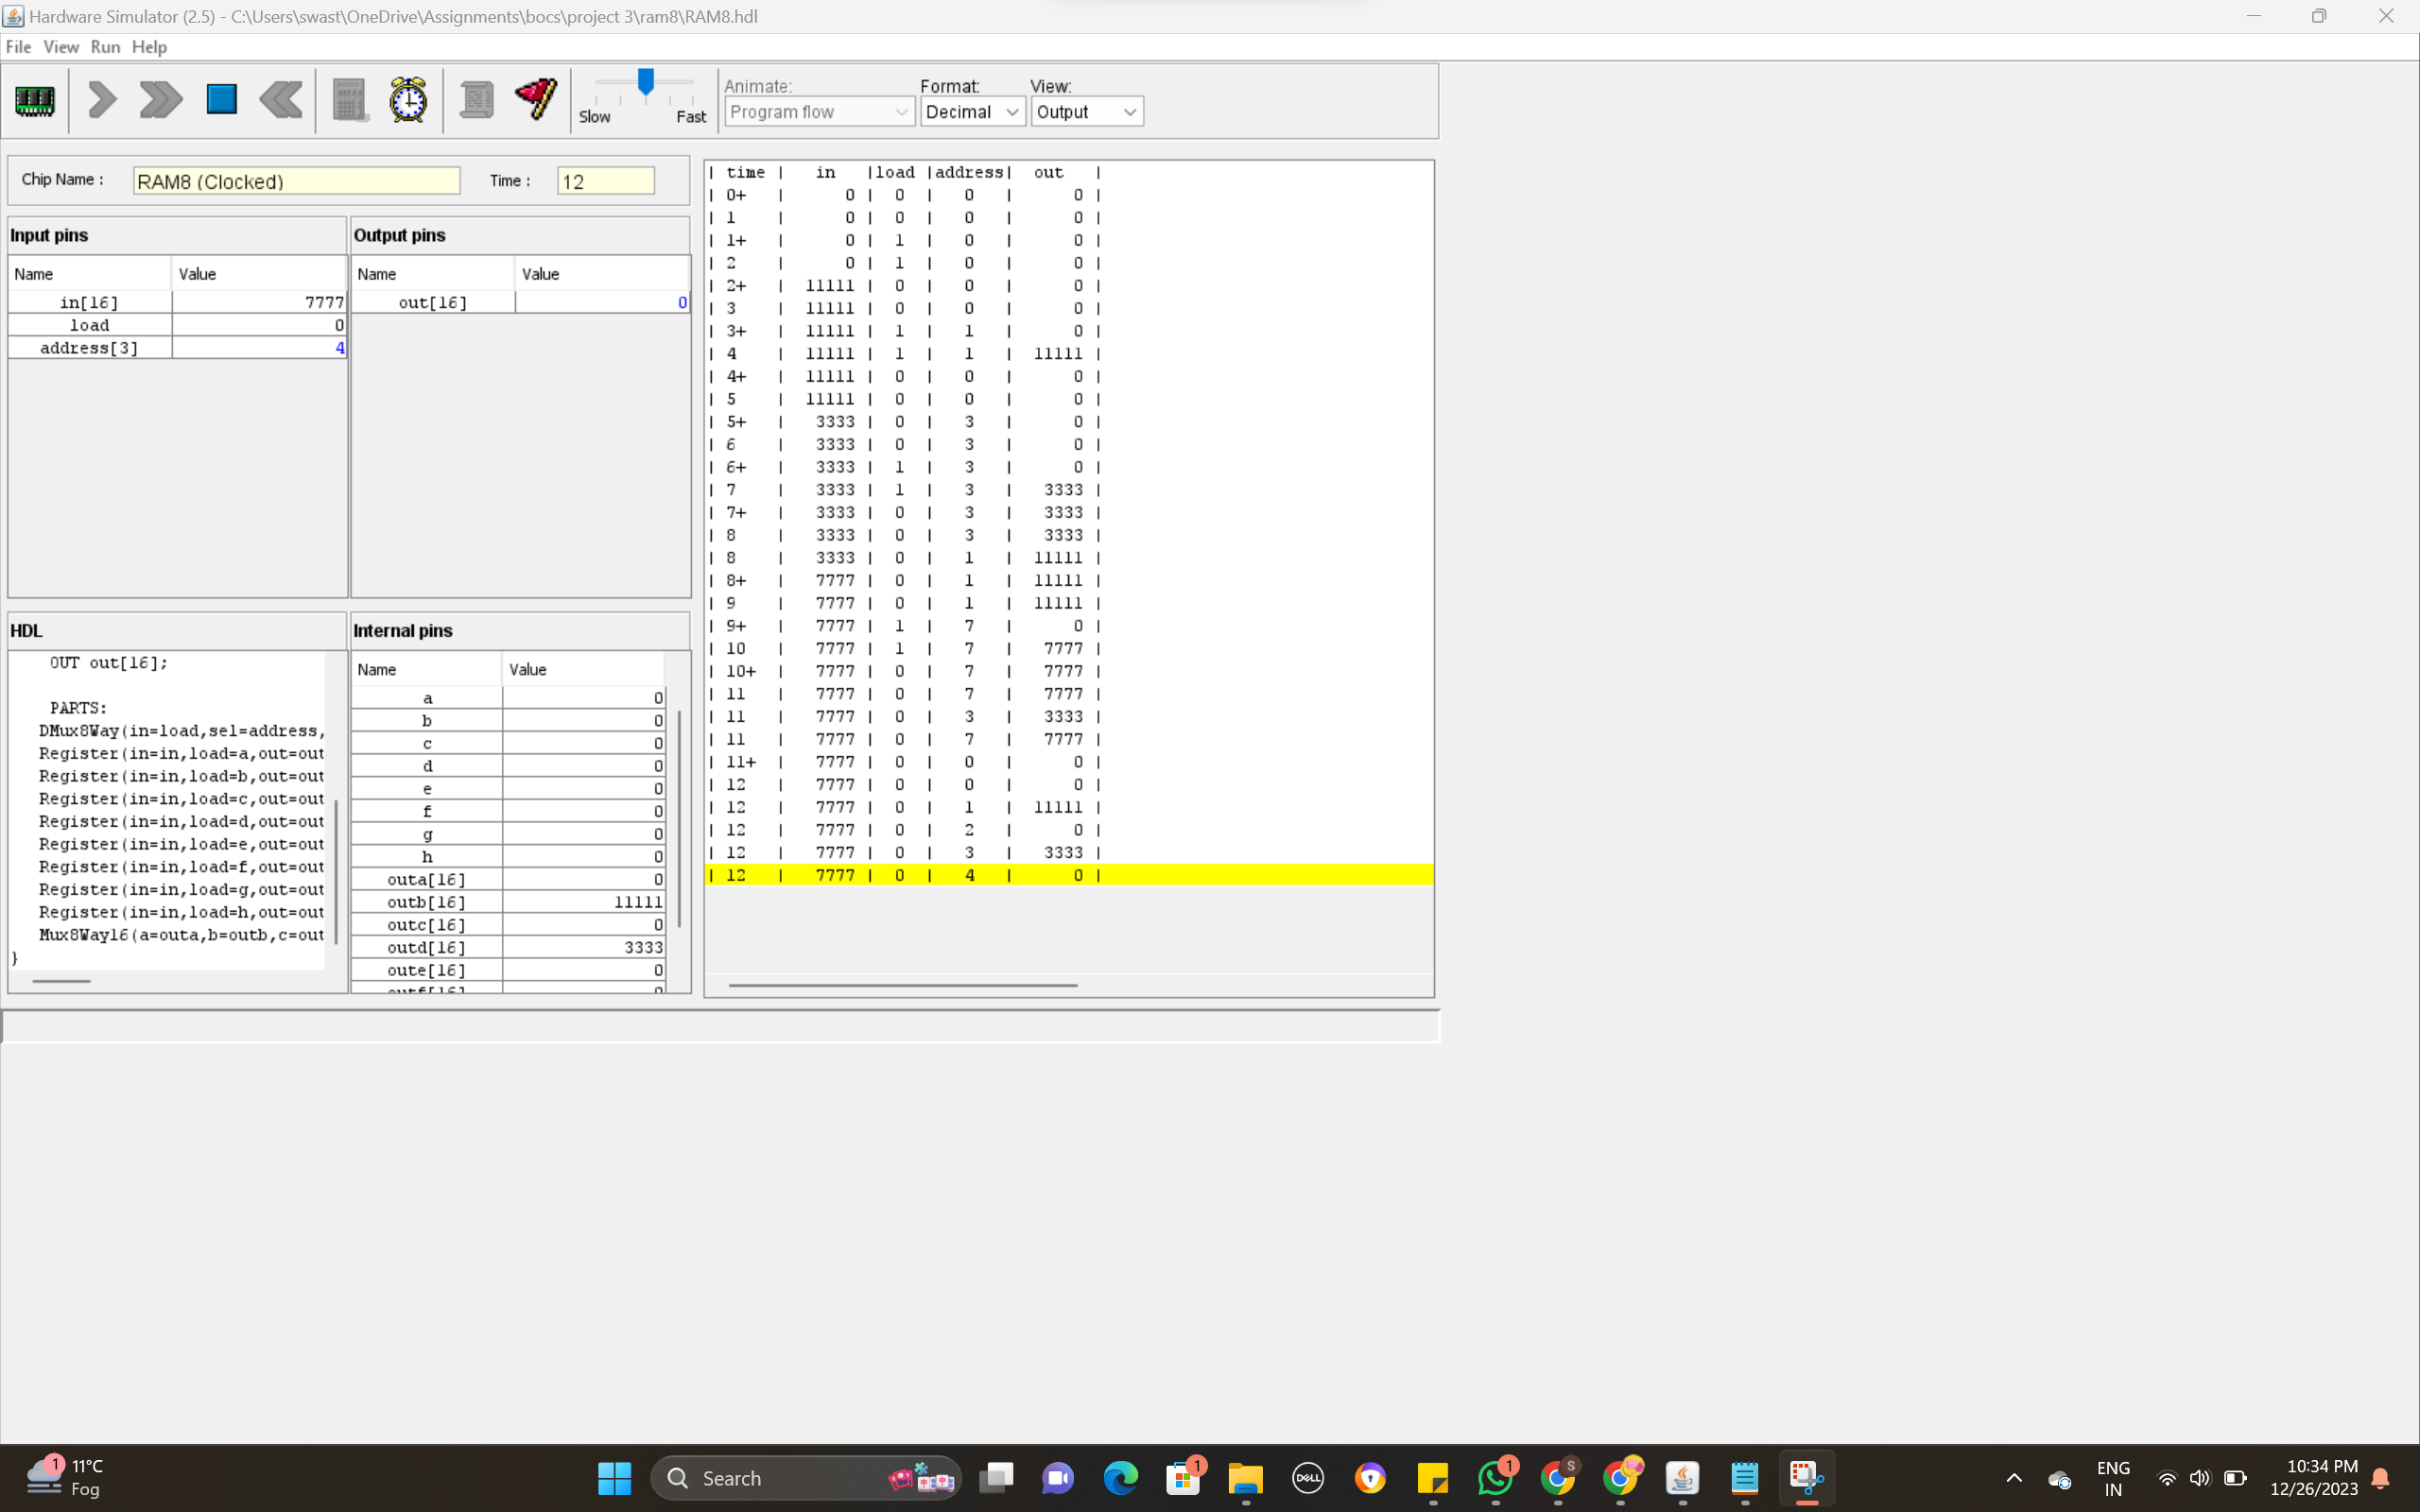 Hardware Simulator (2.5) - C:\Users\swast\OneDrive\Assignments\bocs\project 3\ram8\RAM8.hdl
File View Run Help
Slow Fast
Animate: Format: View:
Program flow Decimal Output
Chip Name : RAM8 (Clocked) Time : 12
Input pins
Name Value
in[16] 7777
load 0
address[3] 4
Output pins
Name Value
out[16] 0
HDL
OUT out[16];
PARTS:
DMux8Way(in=load,sel=address,
Register(in=in,load=a,out=out
Register(in=in,load=b,out=out
Register(in=in,load=c,out=out
Register(in=in,load=d,out=out
Register(in=in,load=e,out=out
Register(in=in,load=f,out=out
Register(in=in,load=g,out=out
Register(in=in,load=h,out=out
Mux8Way16(a=outa,b=outb,c=out
}
Internal pins
Name Value
a 0
b 0
c 0
d 0
e 0
f 0
g 0
h 0
outa[16] 0
outb[16] 11111
outc[16] 0
outd[16] 3333
oute[16] 0
outf[16] 0
| time | in |load |address| out |
| 0+ | 0 | 0 | 0 | 0 |
| 1 | 0 | 0 | 0 | 0 |
| 1+ | 0 | 1 | 0 | 0 |
| 2 | 0 | 1 | 0 | 0 |
| 2+ | 11111 | 0 | 0 | 0 |
| 3 | 11111 | 0 | 0 | 0 |
| 3+ | 11111 | 1 | 1 | 0 |
| 4 | 11111 | 1 | 1 | 11111 |
| 4+ | 11111 | 0 | 0 | 0 |
| 5 | 11111 | 0 | 0 | 0 |
| 5+ | 3333 | 0 | 3 | 0 |
| 6 | 3333 | 0 | 3 | 0 |
| 6+ | 3333 | 1 | 3 | 0 |
| 7 | 3333 | 1 | 3 | 3333 |
| 7+ | 3333 | 0 | 3 | 3333 |
| 8 | 3333 | 0 | 3 | 3333 |
| 8 | 3333 | 0 | 1 | 11111 |
| 8+ | 7777 | 0 | 1 | 11111 |
| 9 | 7777 | 0 | 1 | 11111 |
| 9+ | 7777 | 1 | 7 | 0 |
| 10 | 7777 | 1 | 7 | 7777 |
| 10+ | 7777 | 0 | 7 | 7777 |
| 11 | 7777 | 0 | 7 | 7777 |
| 11 | 7777 | 0 | 3 | 3333 |
| 11 | 7777 | 0 | 7 | 7777 |
| 11+ | 7777 | 0 | 0 | 0 |
| 12 | 7777 | 0 | 0 | 0 |
| 12 | 7777 | 0 | 1 | 11111 |
| 12 | 7777 | 0 | 2 | 0 |
| 12 | 7777 | 0 | 3 | 3333 |
| 12 | 7777 | 0 | 4 | 0 |
1 11°C
Fog
Search
1
DELL
1
S
ENG
IN
10:34 PM
12/26/2023